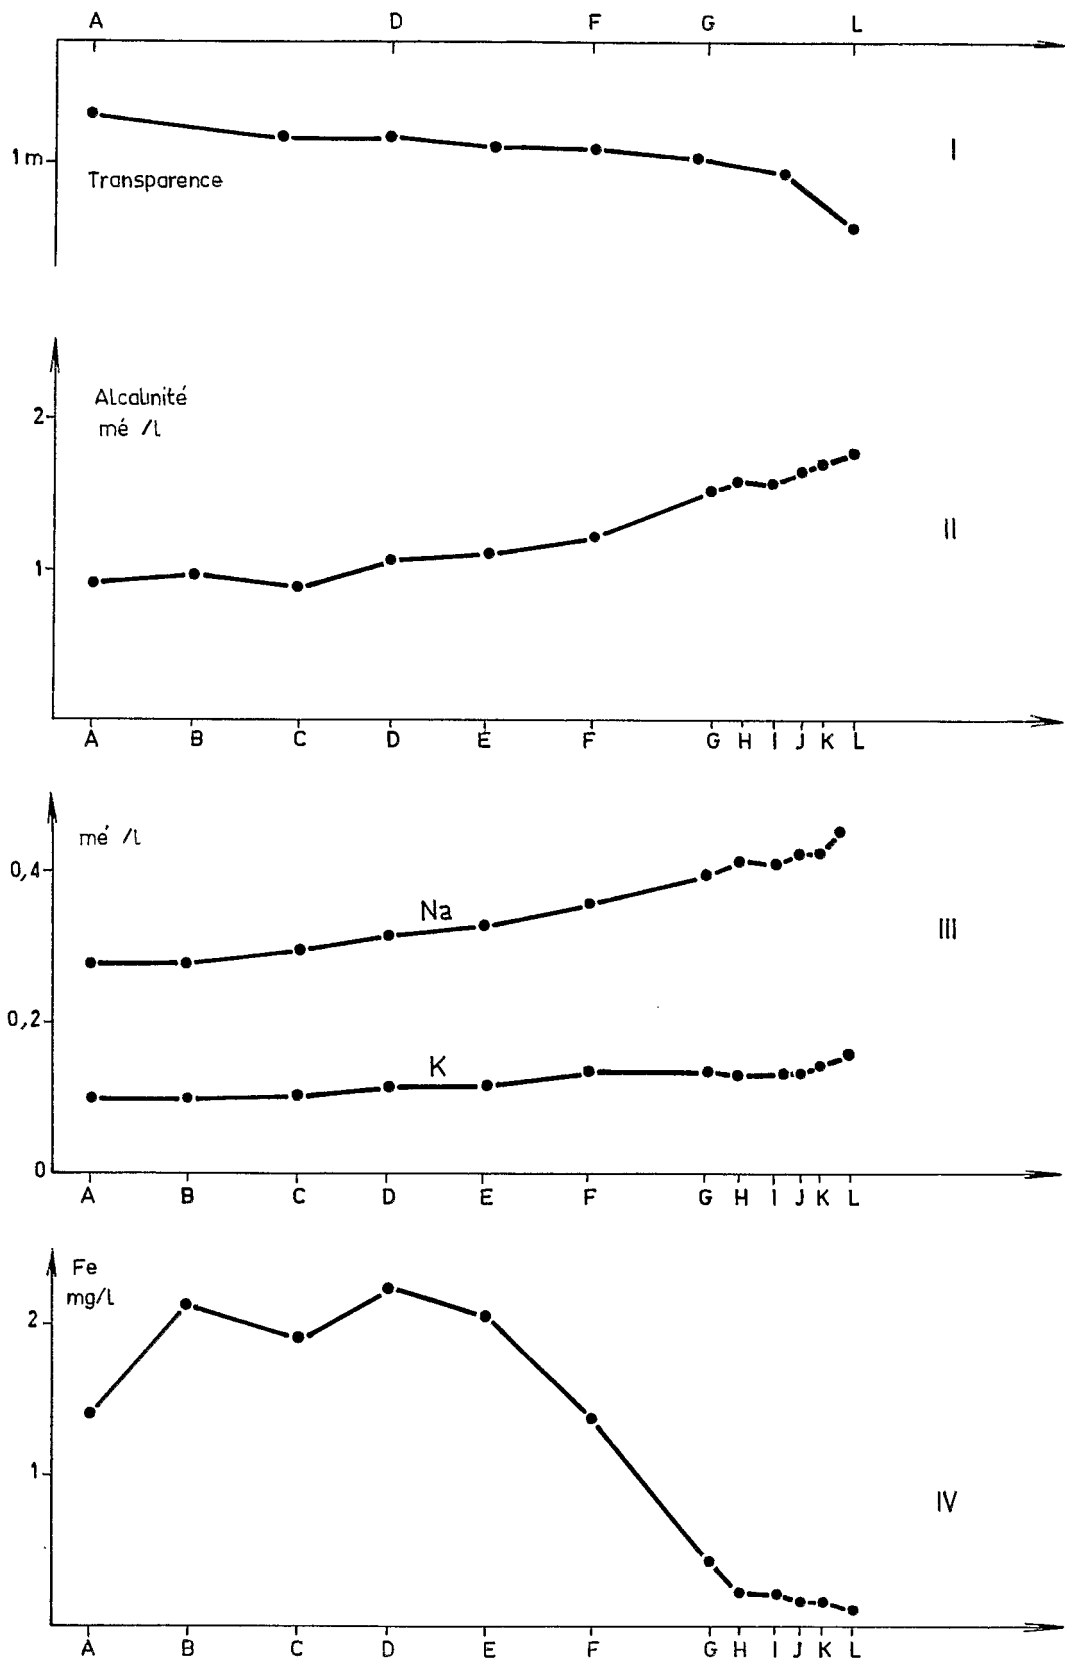 A D F G L
1m
Transparence
I
Alcalinité
mé /l
2
1
II
A B C D E F G H I J K L
mé /l
0,4
Na
III
0,2
K
0
A B C D E F G H I J K L
Fe
mg/l
2
1
IV
A B C D E F G H I J K L